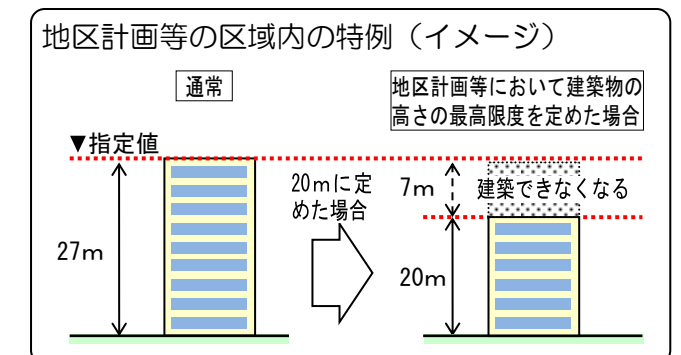 地区計画等の区域内の特例（イメージ）
通常
地区計画等において建築物の
高さの最高限度を定めた場合
▼指定値
20ｍに定
めた場合
7ｍ
建築できなくなる
27ｍ
20ｍ